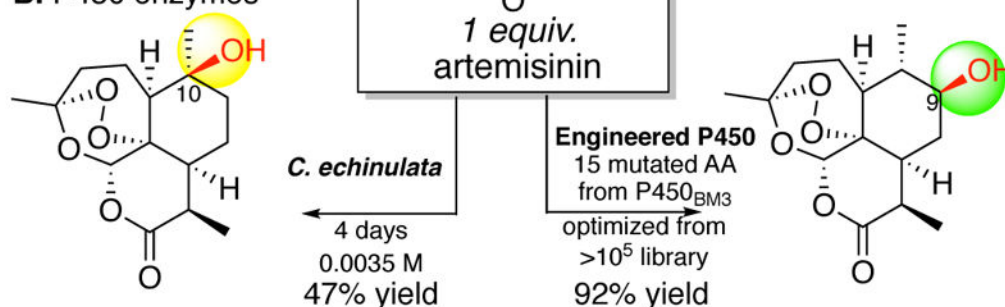 B. P450 enzymes
O
1 equiv.
artemisinin
H
OH
10
O
O
O
H
O
O
C. echinulata
4 days
0.0035 M
47% yield
Engineered P450
15 mutated AA
from P450BM3
optimized from
>10⁵ library
92% yield
H
OH
9
O
O
O
H
O
O